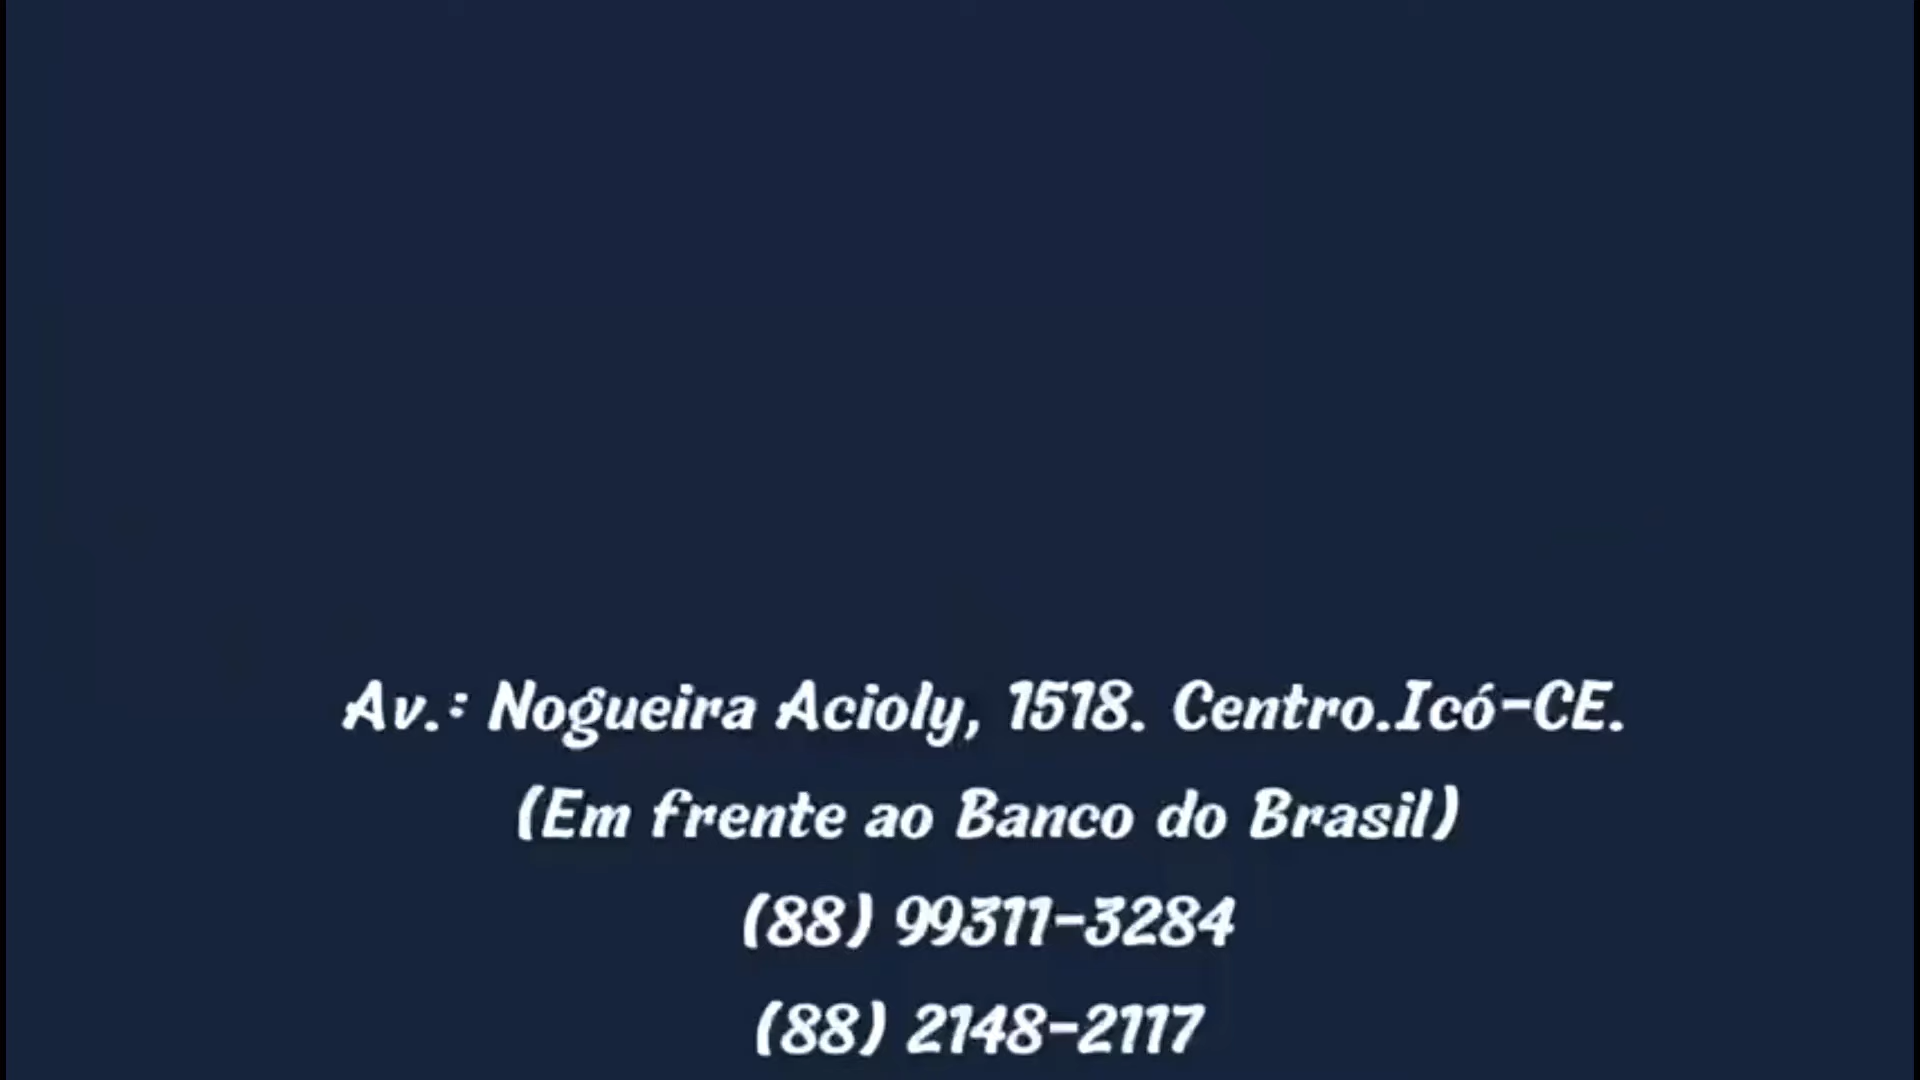 Av.: Nogueira Acioly, 1518. Centro.Icó-CE.
(Em frente ao Banco do Brasil)
(88) 99311-3284
(88) 2148-2117